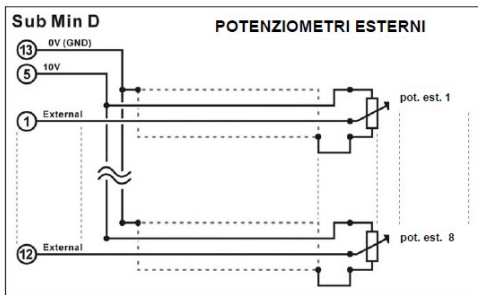 Sub Min D
POTENZIOMETRI ESTERNI
13 0V (GND)
5 10V
1 External
pot. est. 1
12 External
pot. est. 8